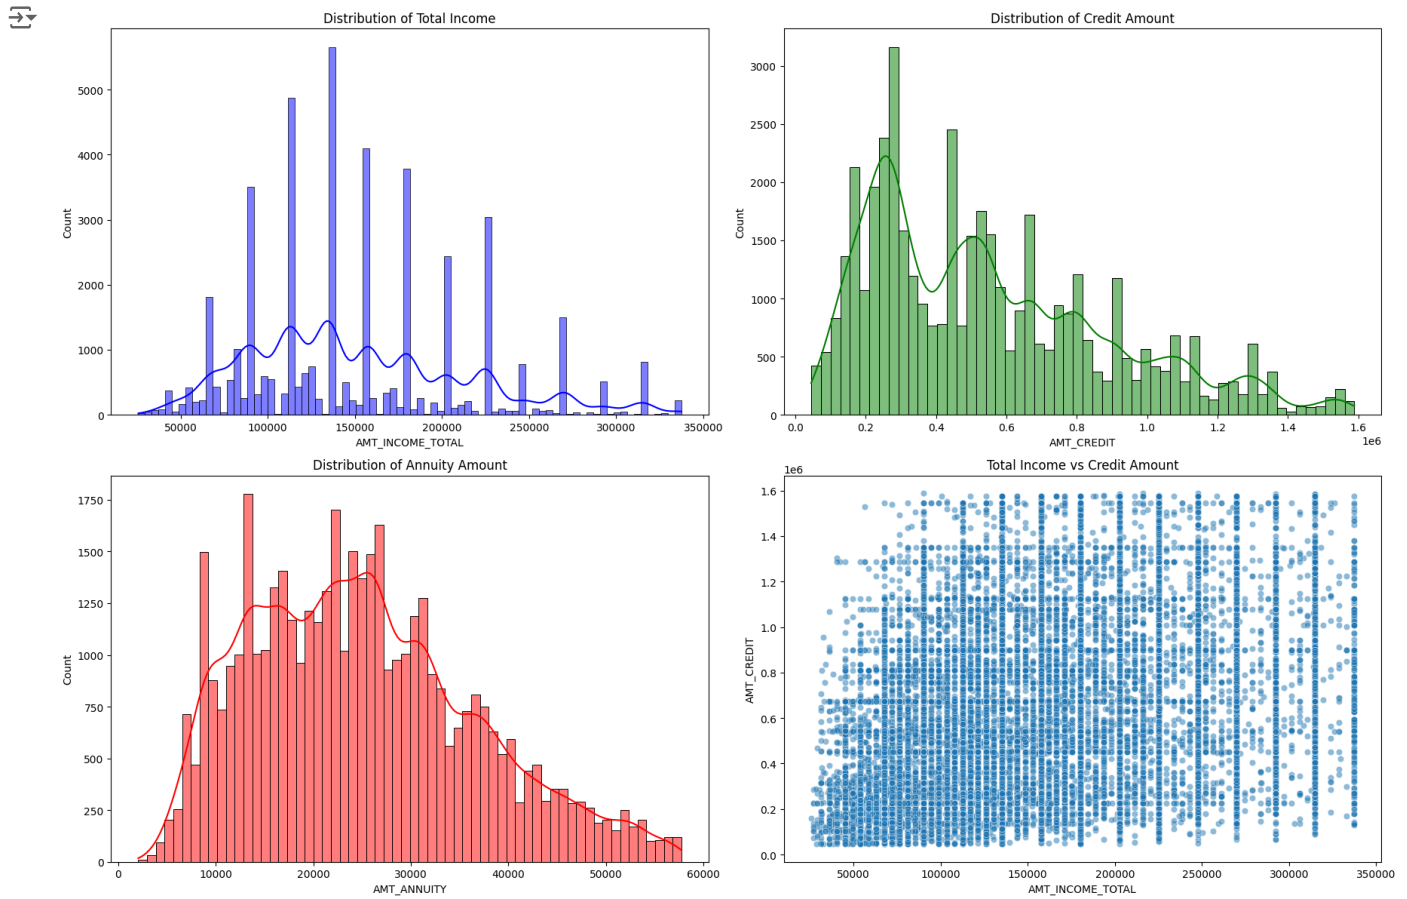 Distribution of Total Income
Count
5000
4000
3000
2000
1000
0
50000 100000 150000 200000 250000 300000 350000
AMT_INCOME_TOTAL
Distribution of Credit Amount
Count
3000
2500
2000
1500
1000
500
0
0.0 0.2 0.4 0.6 0.8 1.0 1.2 1.4 1.6
1e6
AMT_CREDIT
Distribution of Annuity Amount
Count
1750
1500
1250
1000
750
500
250
0
0 10000 20000 30000 40000 50000 60000
AMT_ANNUITY
Total Income vs Credit Amount
1e6
AMT_CREDIT
1.6
1.4
1.2
1.0
0.8
0.6
0.4
0.2
0.0
50000 100000 150000 200000 250000 300000 350000
AMT_INCOME_TOTAL